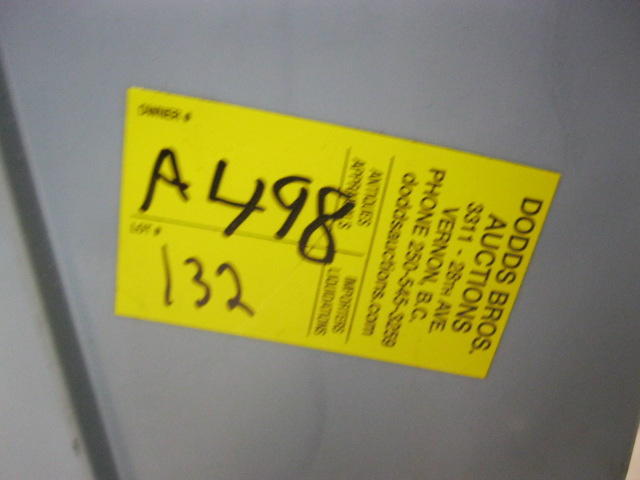 DODDS BROS.
AUCTIONS
3311 - 28TH AVE
VERNON, B.C.
PHONE 250-545-3259
doddsauctions.com
ANTIQUES IMPORTERS
APPRAISALS LIQUIDATIONS
OWNER #
A498
LOT #
132